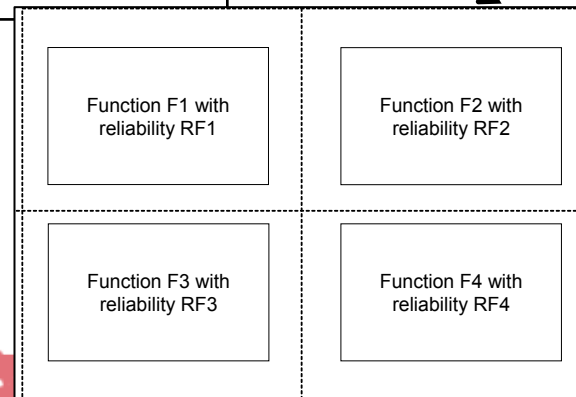 Function F1 with
reliability RF1
Function F2 with
reliability RF2
Function F3 with
reliability RF3
Function F4 with
reliability RF4